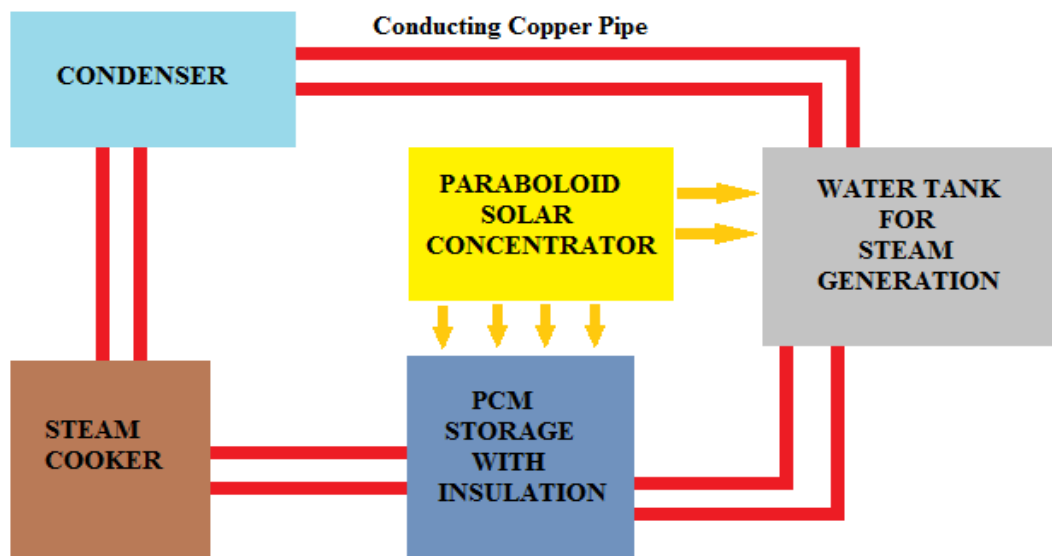 Conducting Copper Pipe
CONDENSER
PARABOLOID
SOLAR
CONCENTRATOR
WATER TANK
FOR
STEAM
GENERATION
STEAM
COOKER
PCM
STORAGE
WITH
INSULATION